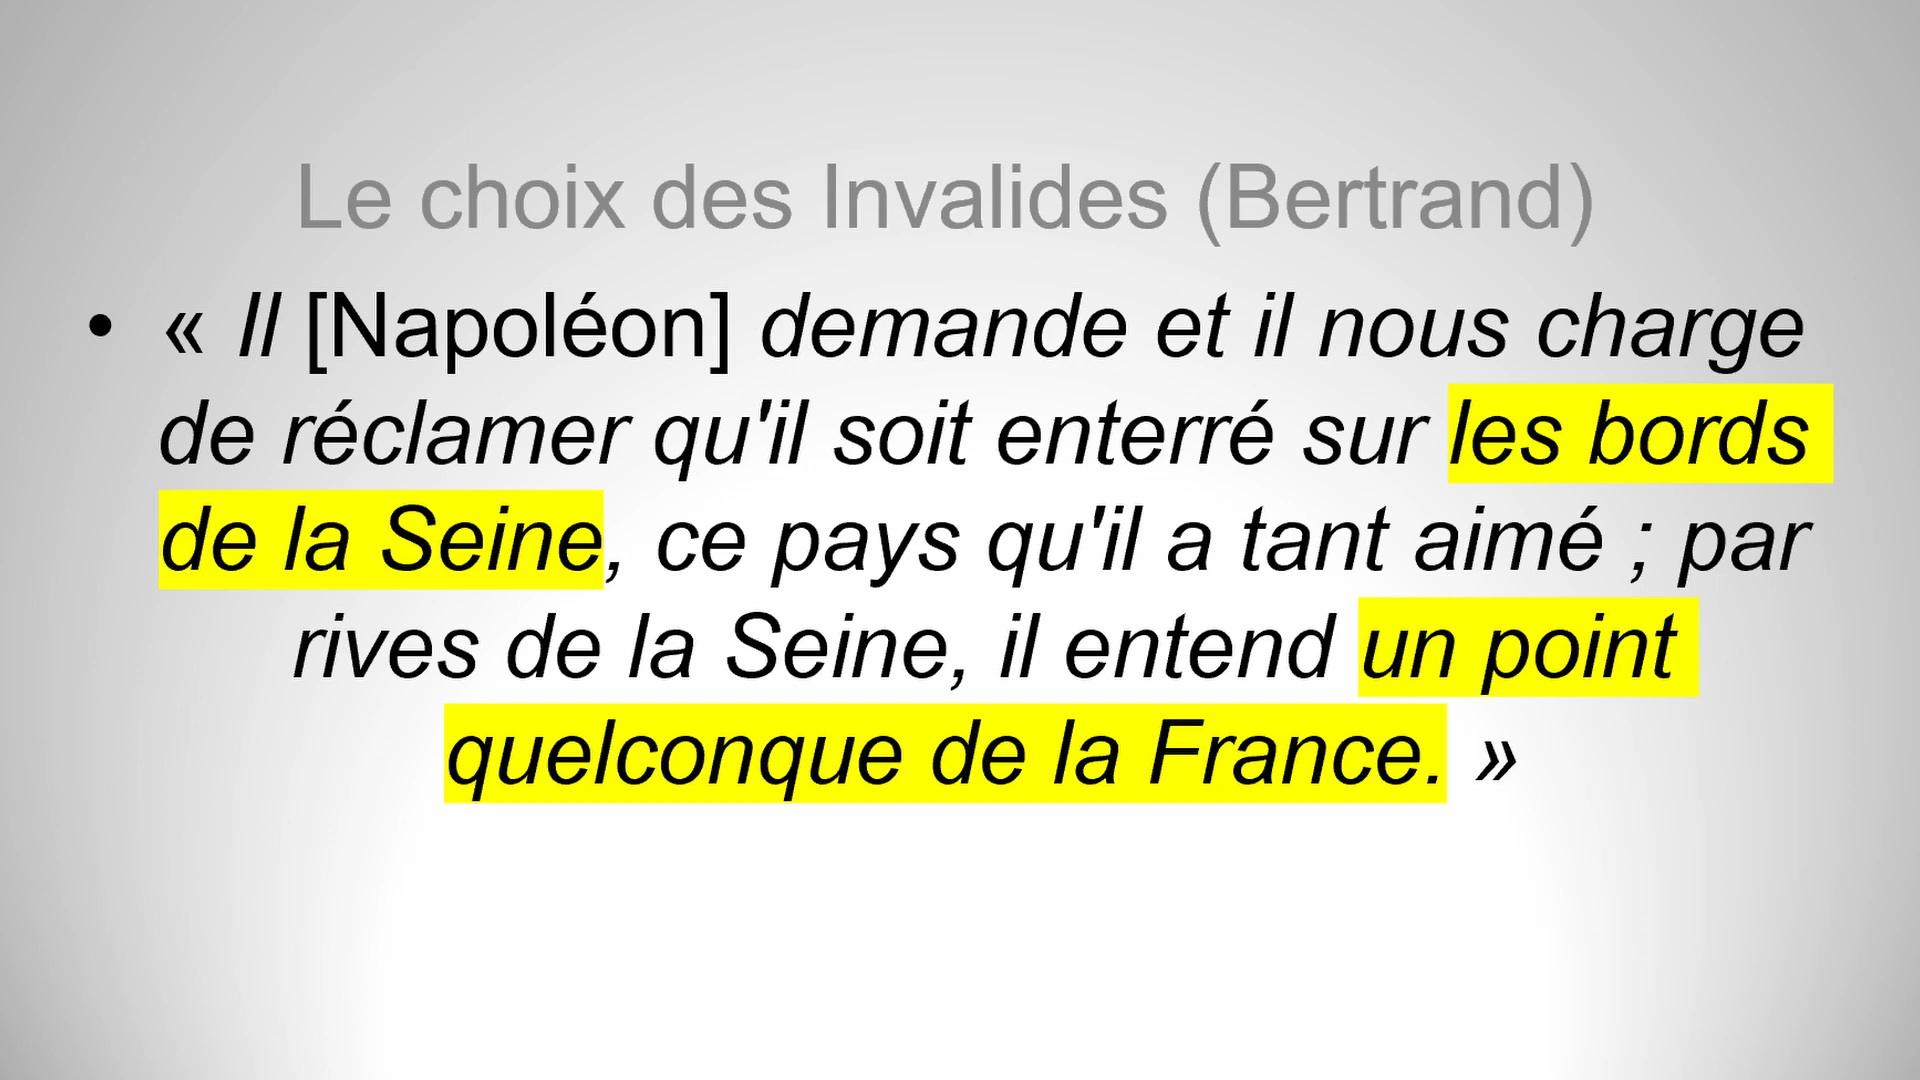 Le choix des Invalides (Bertrand)
• « Il [Napoléon] demande et il nous charge
de réclamer qu'il soit enterré sur les bords
de la Seine, ce pays qu'il a tant aimé ; par
rives de la Seine, il entend un point
quelconque de la France. »